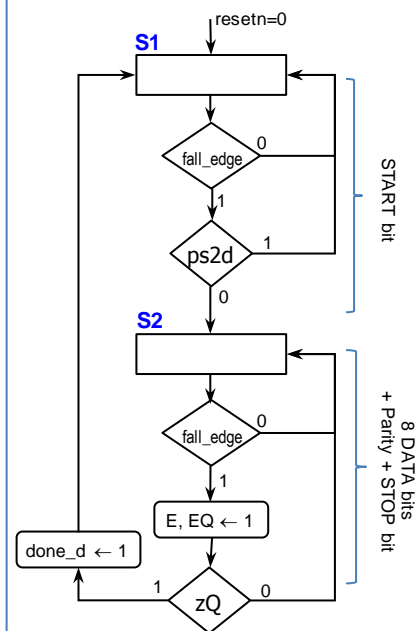 resetn=0
S1
fall_edge
0
1
ps2d
1
0
START bit
S2
fall_edge
0
1
E, EQ ← 1
done_d ← 1
zQ
1
0
8 DATA bits
+ Parity + STOP bit